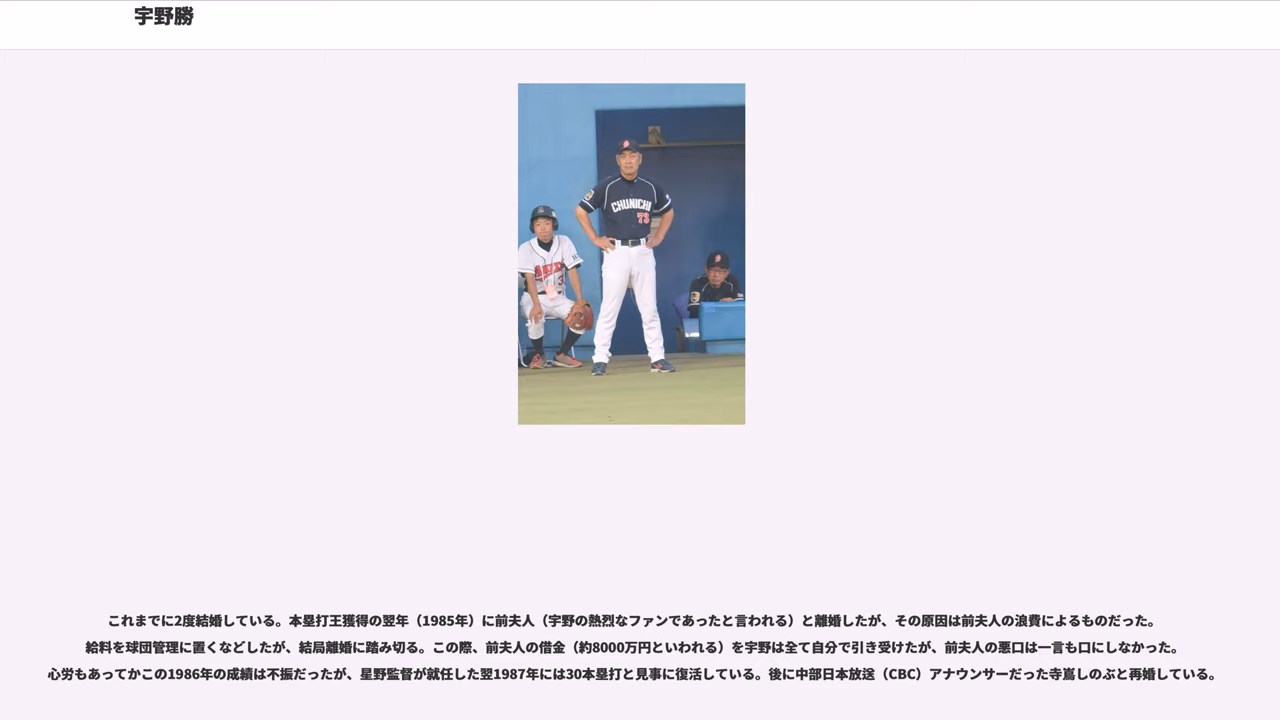 宇野勝
CHUNICHI
73
これまでに2度結婚している。本塁打王獲得の翌年（1985年）に前夫人（宇野の熱烈なファンであったと言われる）と離婚したが、その原因は前夫人の浪費によるものだった。
給料を球団管理に置くなどしたが、結局離婚に踏み切る。この際、前夫人の借金（約8000万円といわれる）を宇野は全て自分で引き受けたが、前夫人の悪口は一言も口にしなかった。
心労もあってかこの1986年の成績は不振だったが、星野監督が就任した翌1987年には30本塁打と見事に復活している。後に中部日本放送（CBC）アナウンサーだった寺嶌しのぶと再婚している。